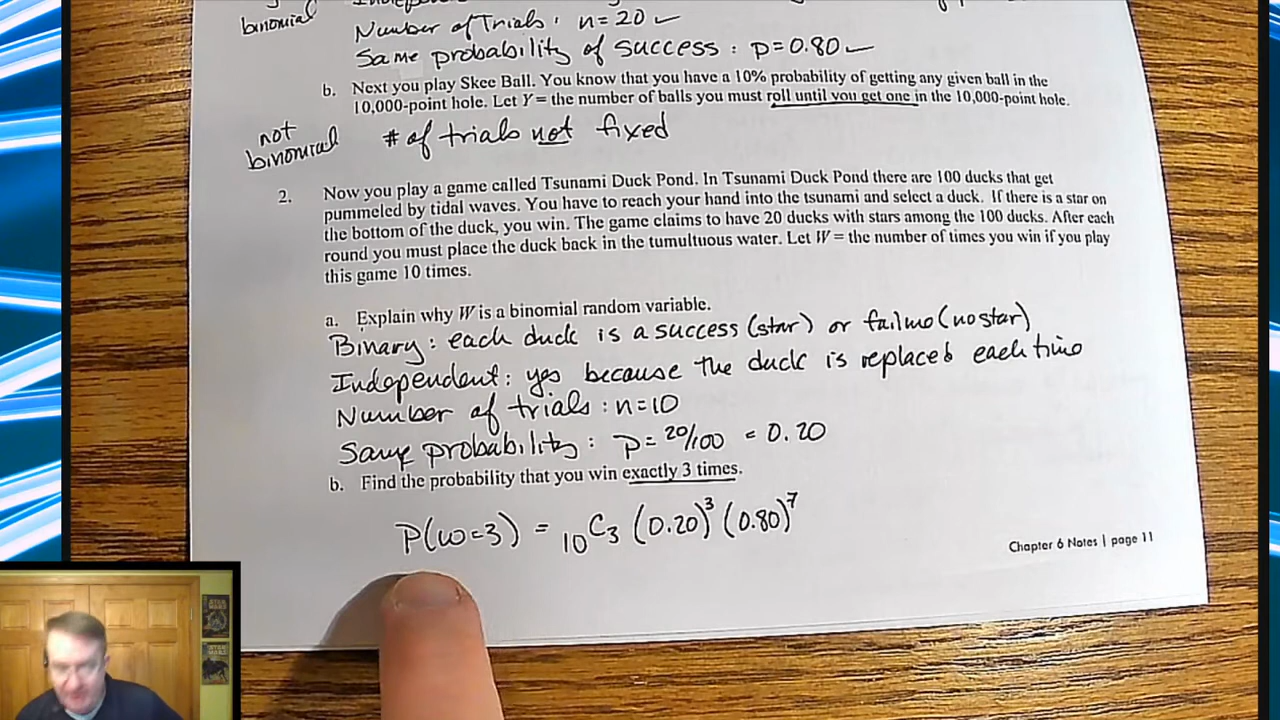 binomial
Number of Trials: n=20 ✓
Same probability of success: p=0.80 ✓
b. Next you play Skee Ball. You know that you have a 10% probability of getting any given ball in the
10,000-point hole. Let Y = the number of balls you must roll until you get one in the 10,000-point hole.
not
binomial
# of trials not fixed
2. Now you play a game called Tsunami Duck Pond. In Tsunami Duck Pond there are 100 ducks that get
pummeled by tidal waves. You have to reach your hand into the tsunami and select a duck. If there is a star on
the bottom of the duck, you win. The game claims to have 20 ducks with stars among the 100 ducks. After each
round you must place the duck back in the tumultuous water. Let W = the number of times you win if you play
this game 10 times.
a. Explain why W is a binomial random variable.
Binary: each duck is a success (star) or failure (no star)
Independent: yes because the duck is replaced each time
Number of trials: n=10
Same probability: p= 20/100 = 0.20
b. Find the probability that you win exactly 3 times.
P(W=3) = ₁₀C₃ (0.20)³ (0.80)⁷
Chapter 6 Notes | page 11
STAR WARS
STAR WARS